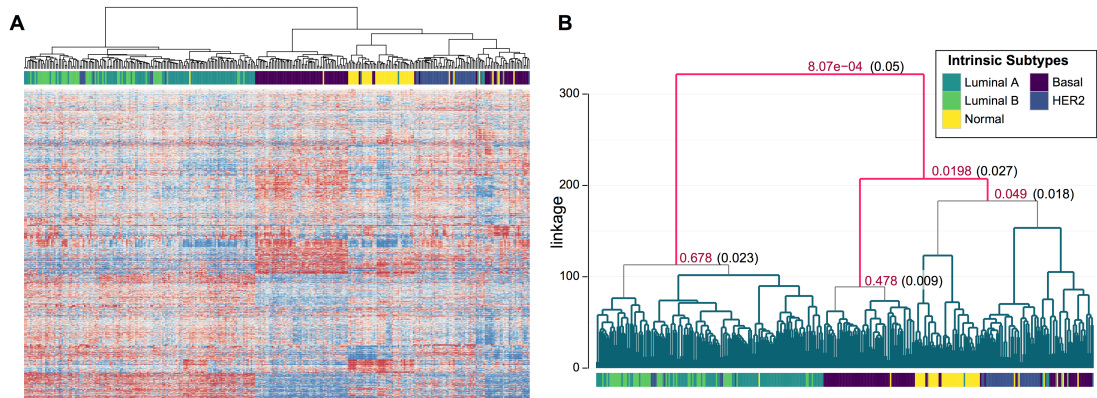 A
B
Intrinsic Subtypes
Luminal A
Basal
Luminal B
HER2
Normal
8.07e−04 (0.05)
0.0198 (0.027)
0.049 (0.018)
0.678 (0.023)
0.478 (0.009)
linkage
300
200
100
0